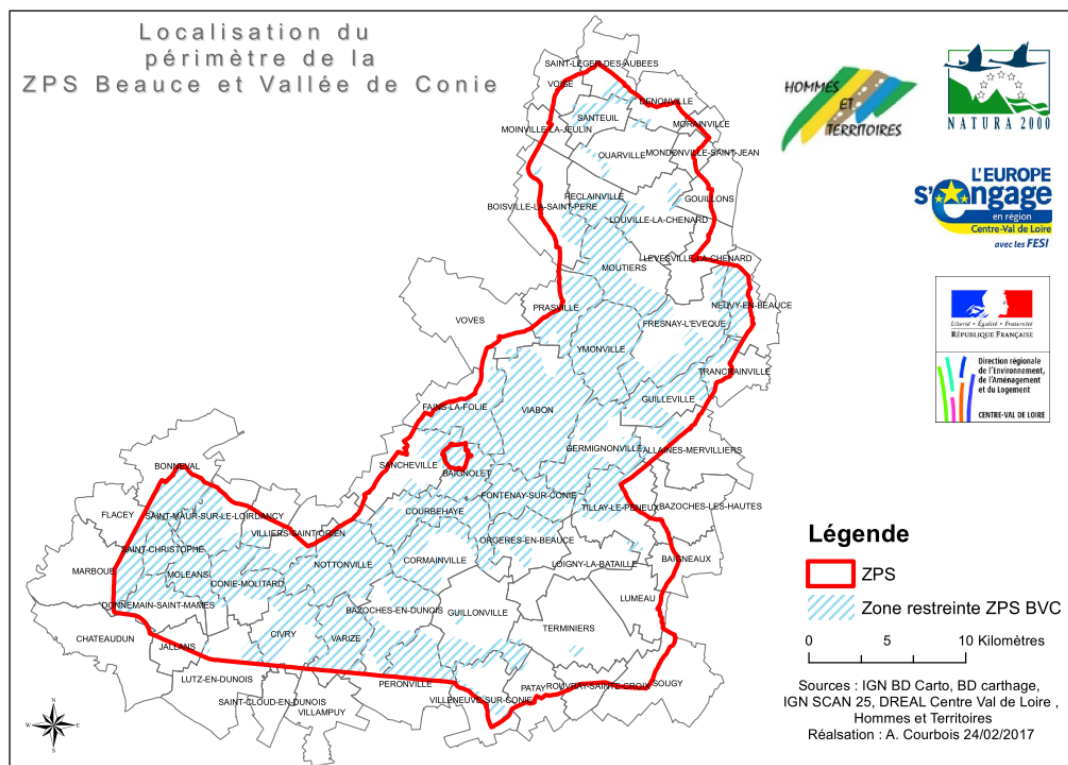 Localisation du
périmètre de la
ZPS Beauce et Vallée de Conie
SAINT-LEGER-DES-AUBEES
VOISE
DENONVILLE
SANTEUIL
MORAINVILLE
MOINVILLE-LA-JEULIN
OUARVILLE
MONDONVILLE-SAINT-JEAN
RECLAINVILLE
GOUILLONS
BOISVILLE-LA-SAINT-PERE
LOUVILLE-LA-CHENARD
LEVESVILLE-LA-CHENARD
MOUTIERS
NEUVY-EN-BEAUCE
PRASVILLE
VOVES
FRESNAY-L'EVEQUE
YMONVILLE
TRANCRAINVILLE
GUILLEVILLE
FAINS-LA-FOLIE
VIABON
GERMIGNONVILLE
ALLAINES-MERVILLIERS
SANCHEVILLE
BAIGNOLET
BONNEVAL
FONTENAY-SUR-CONIE
TILLAY-LE-PENEUX
BAZOCHES-LES-HAUTES
FLACEY
SAINT-MAUR-SUR-LE-LOIR
DANCY
COURBEHAYE
VILLIERS-SAINT-ORIEN
ORGERES-EN-BEAUCE
SAINT-CHRISTOPHE
NOTTONVILLE
CORMAINVILLE
LOIGNY-LA-BATAILLE
BAIGNEAUX
MARBOUE
MOLEANS
CONIE-MOLITARD
LUMEAU
DONNEMAIN-SAINT-MAMES
BAZOCHES-EN-DUNOIS
GUILLONVILLE
TERMINIERS
CHATEAUDUN
CIVRY
VARIZE
JALLANS
LUTZ-EN-DUNOIS
PERONVILLE
PATAY
ROUVRAY-SAINTE-CROIX
SOUGY
SAINT-CLOUD-EN-DUNOIS
VILLENEUVE-SUR-CONIE
VILLAMPUY
N
S
HOMMES
ET
TERRITOIRES
NATURA 2000
L'EUROPE
s'engage
en région
Centre-Val de Loire
avec les FESI
Liberté • Égalité • Fraternité
RÉPUBLIQUE FRANÇAISE
Direction régionale
de l'Environnement,
de l'Aménagement
et du Logement
CENTRE-VAL DE LOIRE
Légende
ZPS
Zone restreinte ZPS BVC
0 5 10 Kilomètres
Sources : IGN BD Carto, BD carthage,
IGN SCAN 25, DREAL Centre Val de Loire ,
Hommes et Territoires
Réalsation : A. Courbois 24/02/2017